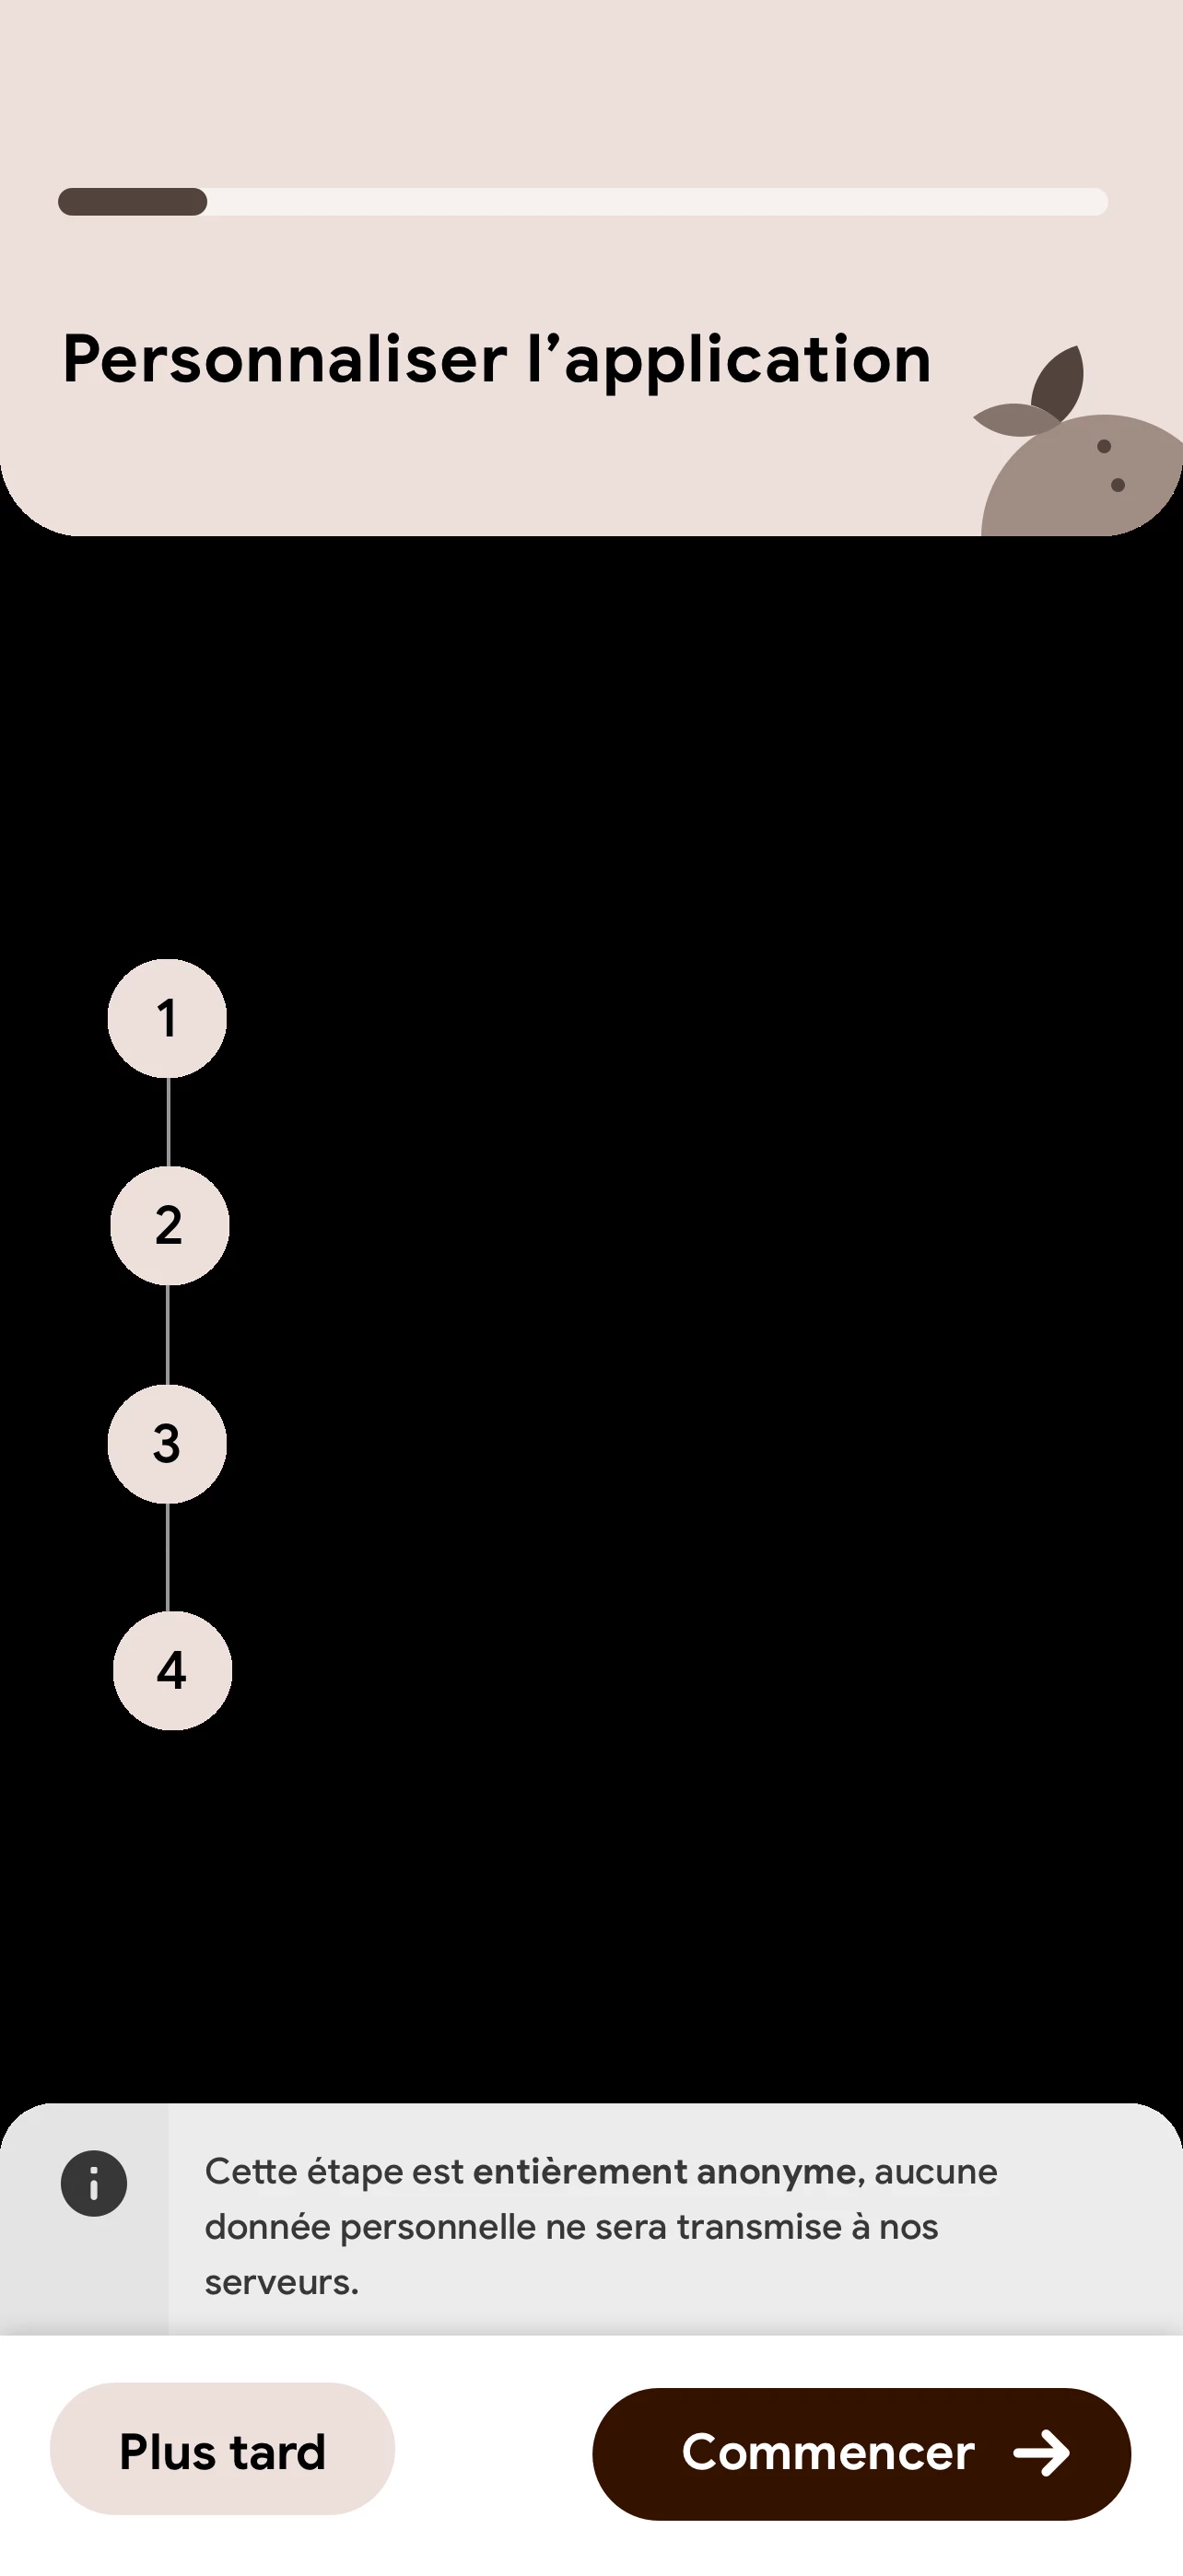 Personnaliser l’application
1
2
3
4
Cette étape est entièrement anonyme, aucune
donnée personnelle ne sera transmise à nos
serveurs.
Plus tard
Commencer